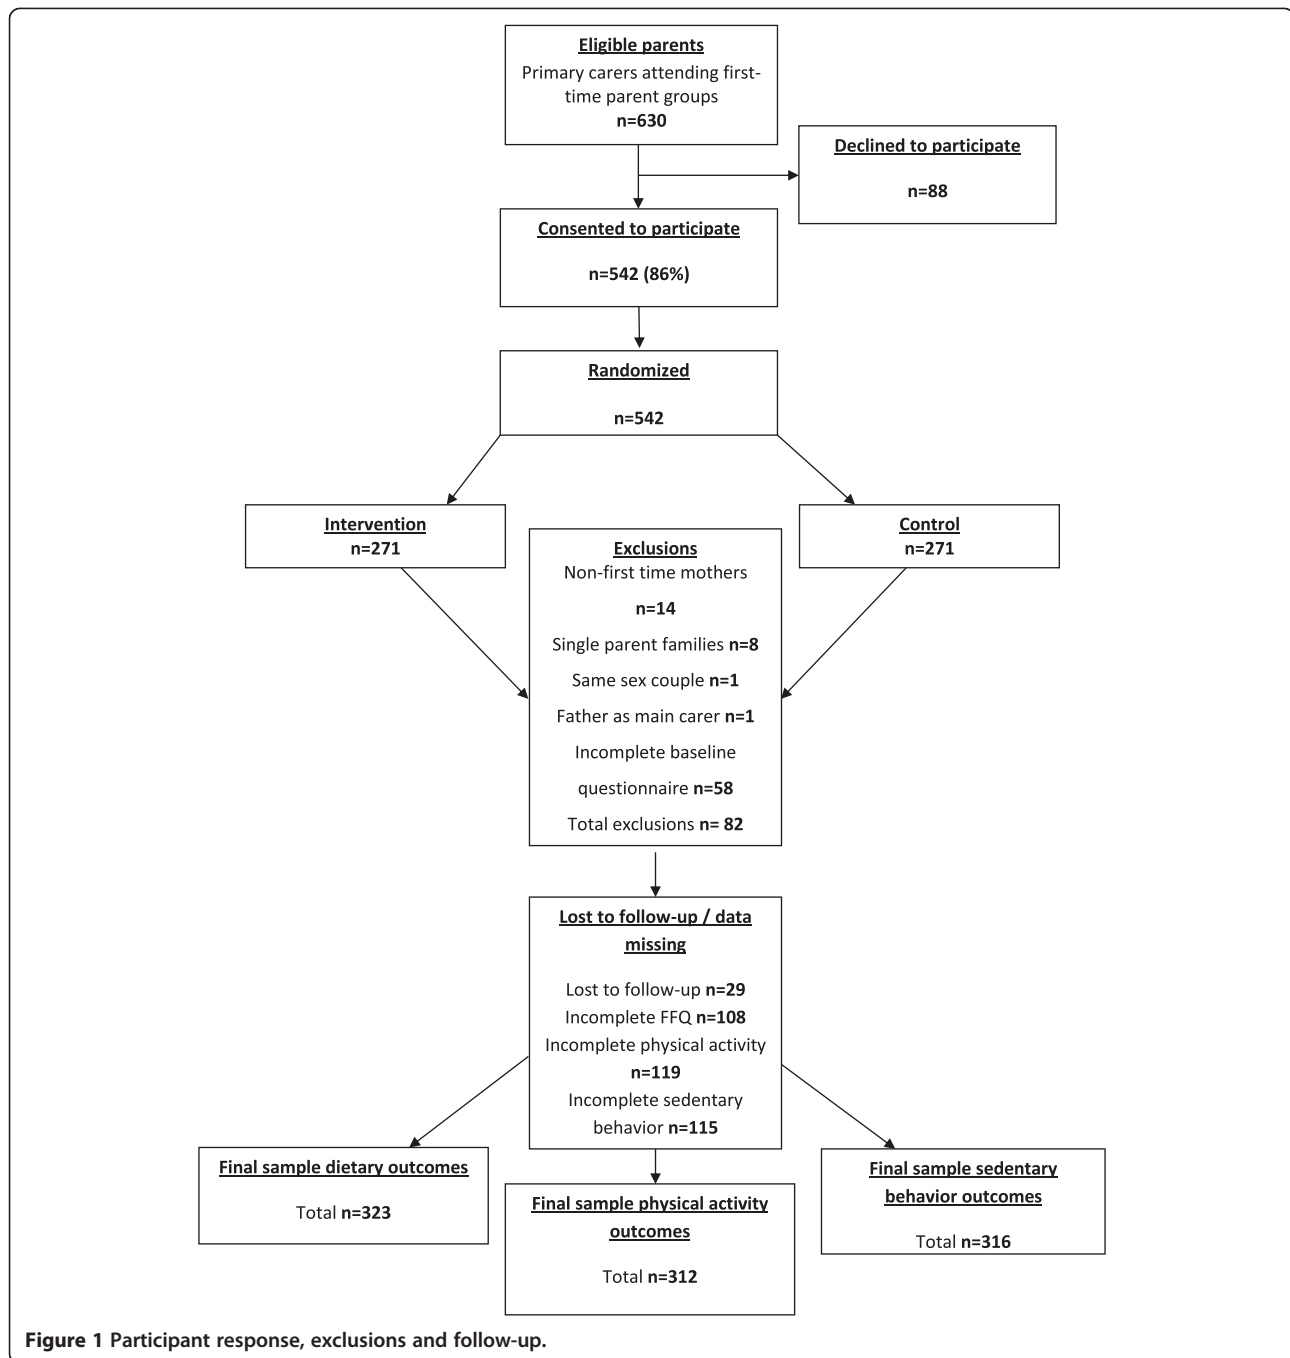 Eligible parents
Primary carers attending first-
time parent groups
n=630
Declined to participate
n=88
Consented to participate
n=542 (86%)
Randomized
n=542
Intervention
n=271
Control
n=271
Exclusions
Non-first time mothers
n=14
Single parent families n=8
Same sex couple n=1
Father as main carer n=1
Incomplete baseline
questionnaire n=58
Total exclusions n= 82
Lost to follow-up / data
missing
Lost to follow-up n=29
Incomplete FFQ n=108
Incomplete physical activity
n=119
Incomplete sedentary
behavior n=115
Final sample dietary outcomes
Total n=323
Final sample physical activity
outcomes
Total n=312
Final sample sedentary
behavior outcomes
Total n=316
Figure 1 Participant response, exclusions and follow-up.